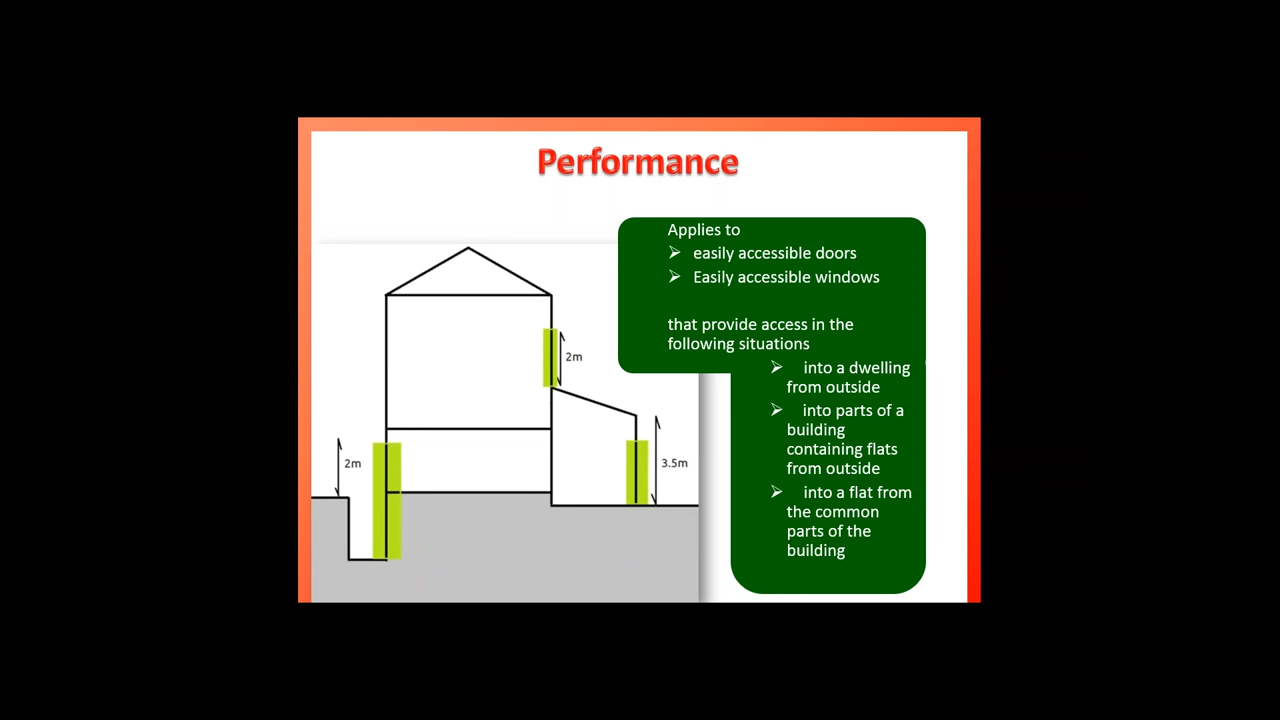 Performance
Applies to
➢ easily accessible doors
➢ Easily accessible windows
that provide access in the
following situations
➢ into a dwelling
from outside
➢ into parts of a
building
containing flats
from outside
➢ into a flat from
the common
parts of the
building
2m
2m
3.5m